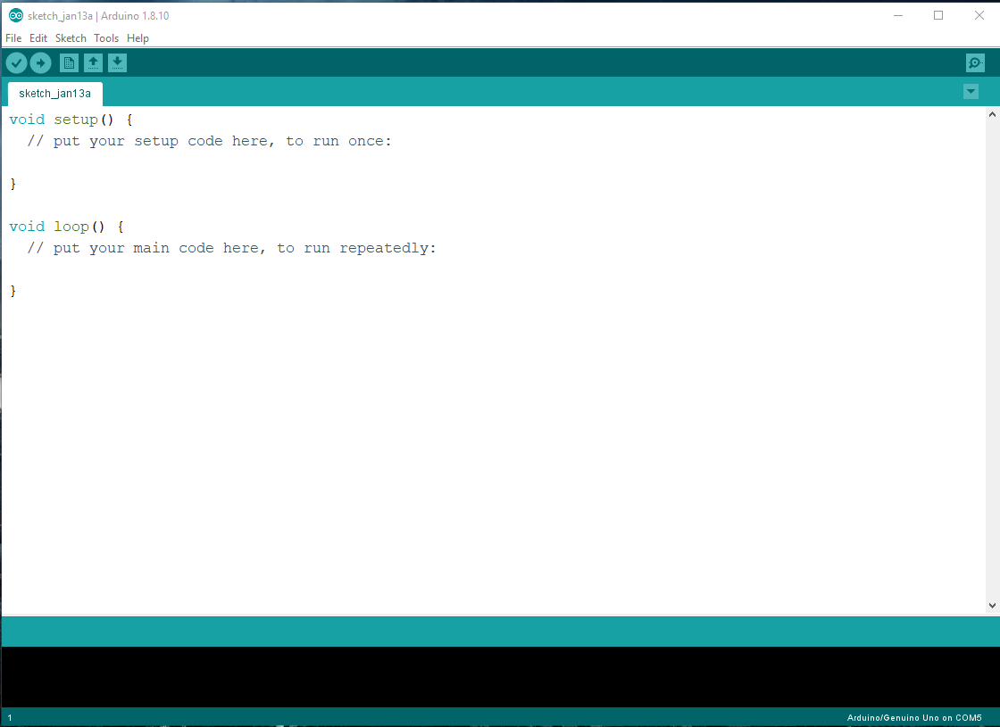 sketch_jan13a | Arduino 1.8.10
File Edit Sketch Tools Help
sketch_jan13a
void setup() {
  // put your setup code here, to run once:

}

void loop() {
  // put your main code here, to run repeatedly:

}
1
Arduino/Genuino Uno on COM5